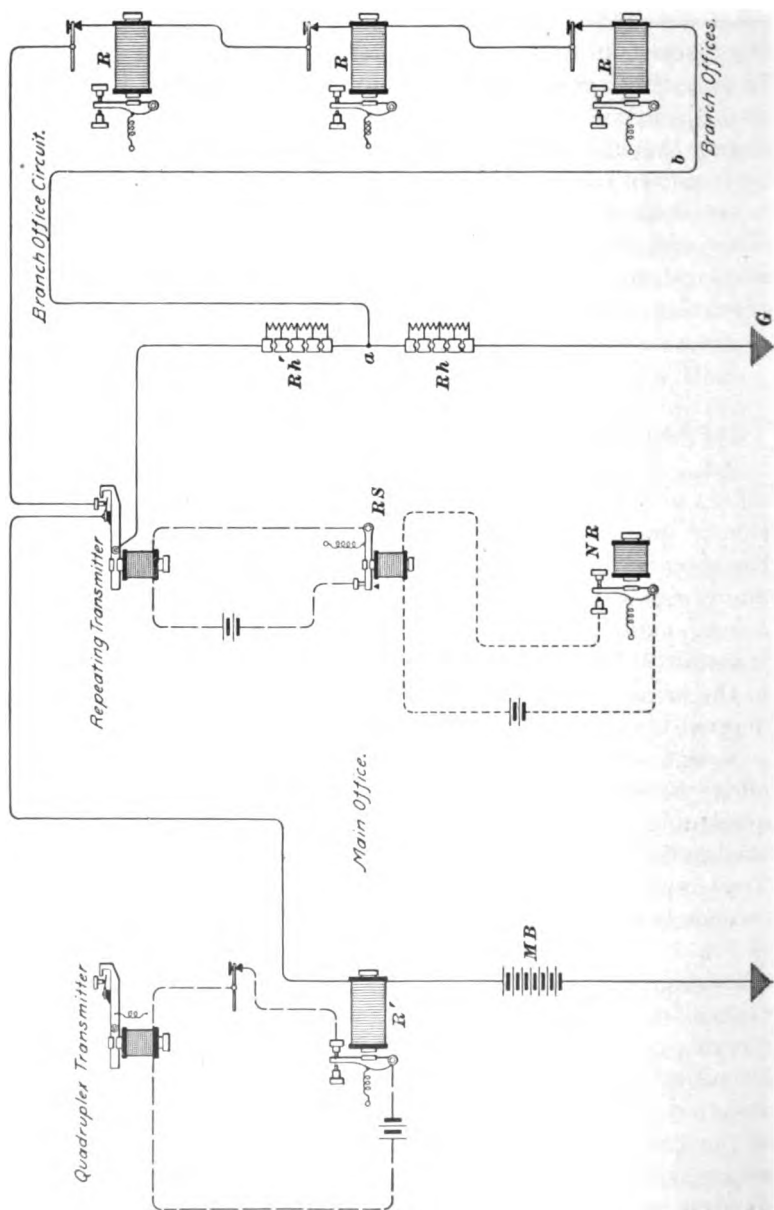 Branch Offices.
R
R
R
b
Branch Office Circuit.
Rh'
a
Rh
G
Repeating Transmitter
RS
NR
Main Office.
Quadruplex Transmitter
R'
MB